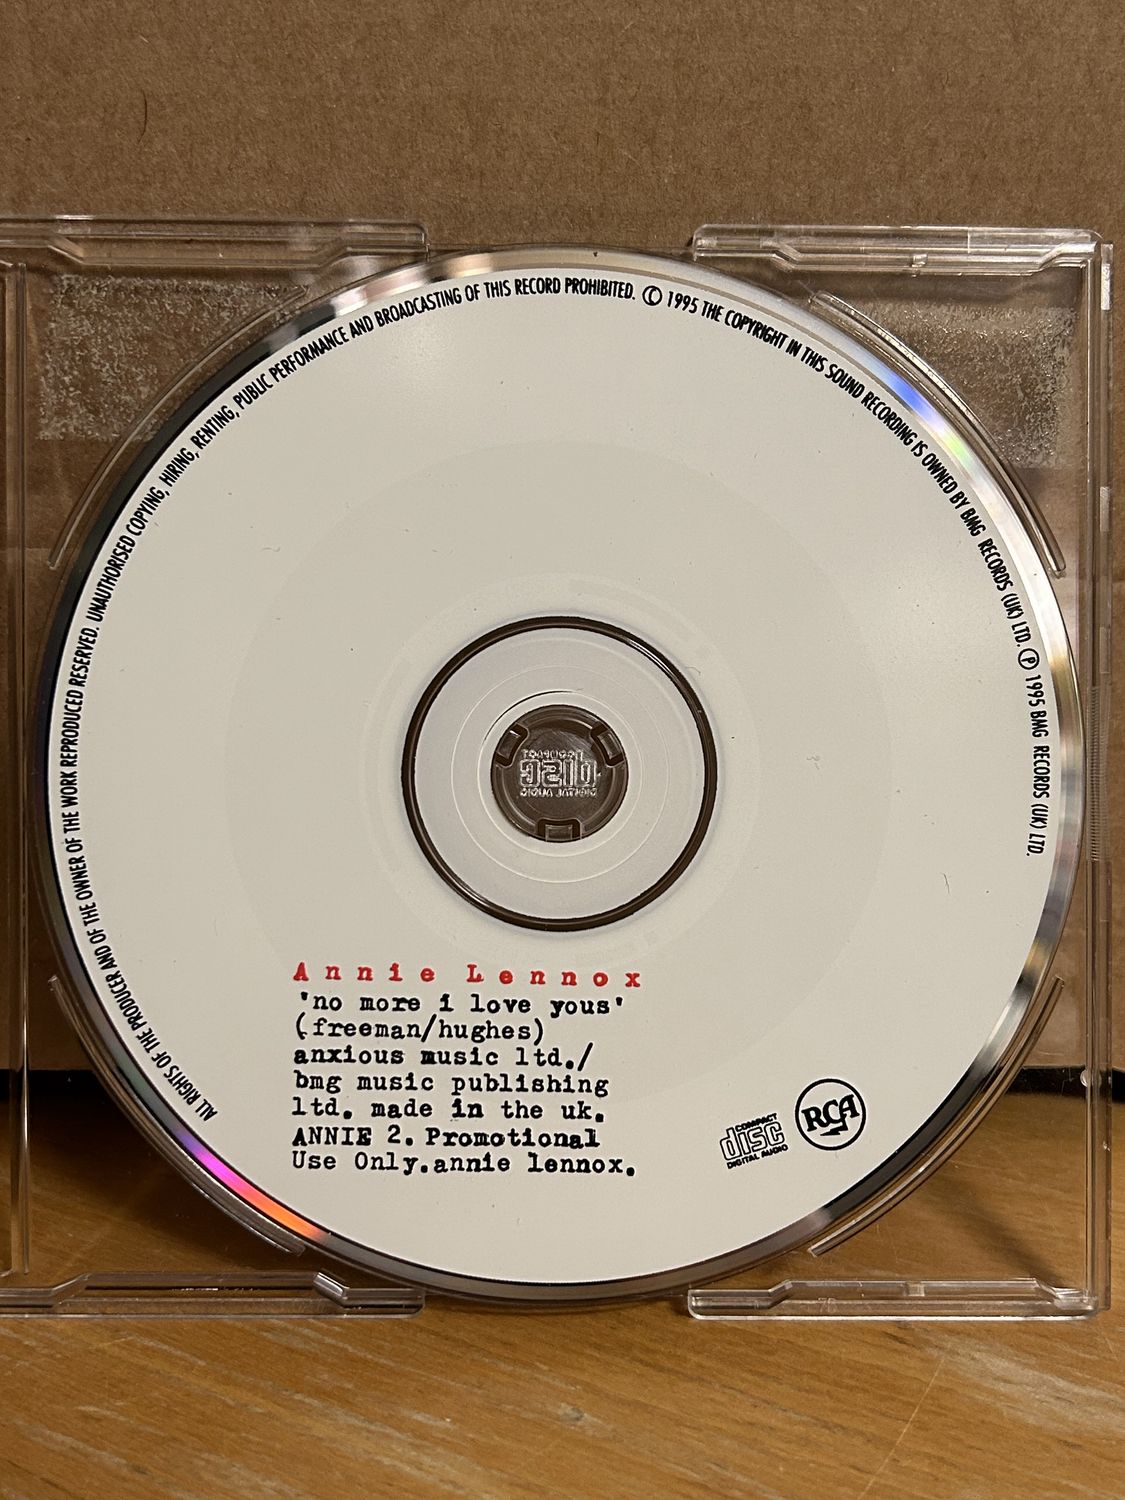 ALL RIGHTS OF THE PRODUCER AND OF THE OWNER OF THE WORK REPRODUCED RESERVED. UNAUTHORISED COPYING, HIRING, RENTING, PUBLIC PERFORMANCE AND BROADCASTING OF THIS RECORD PROHIBITED. © 1995 THE COPYRIGHT IN THIS SOUND RECORDING IS OWNED BY BMG RECORDS (UK) LTD. ℗ 1995 BMG RECORDS (UK) LTD.
COMPACT
disc
DIGITAL AUDIO
Annie Lennox
'no more i love yous'
(freeman/hughes)
anxious music ltd./
bmg music publishing
ltd. made in the uk.
ANNIE 2. Promotional
Use Only.annie lennox.
COMPACT
disc
DIGITAL AUDIO
RCA